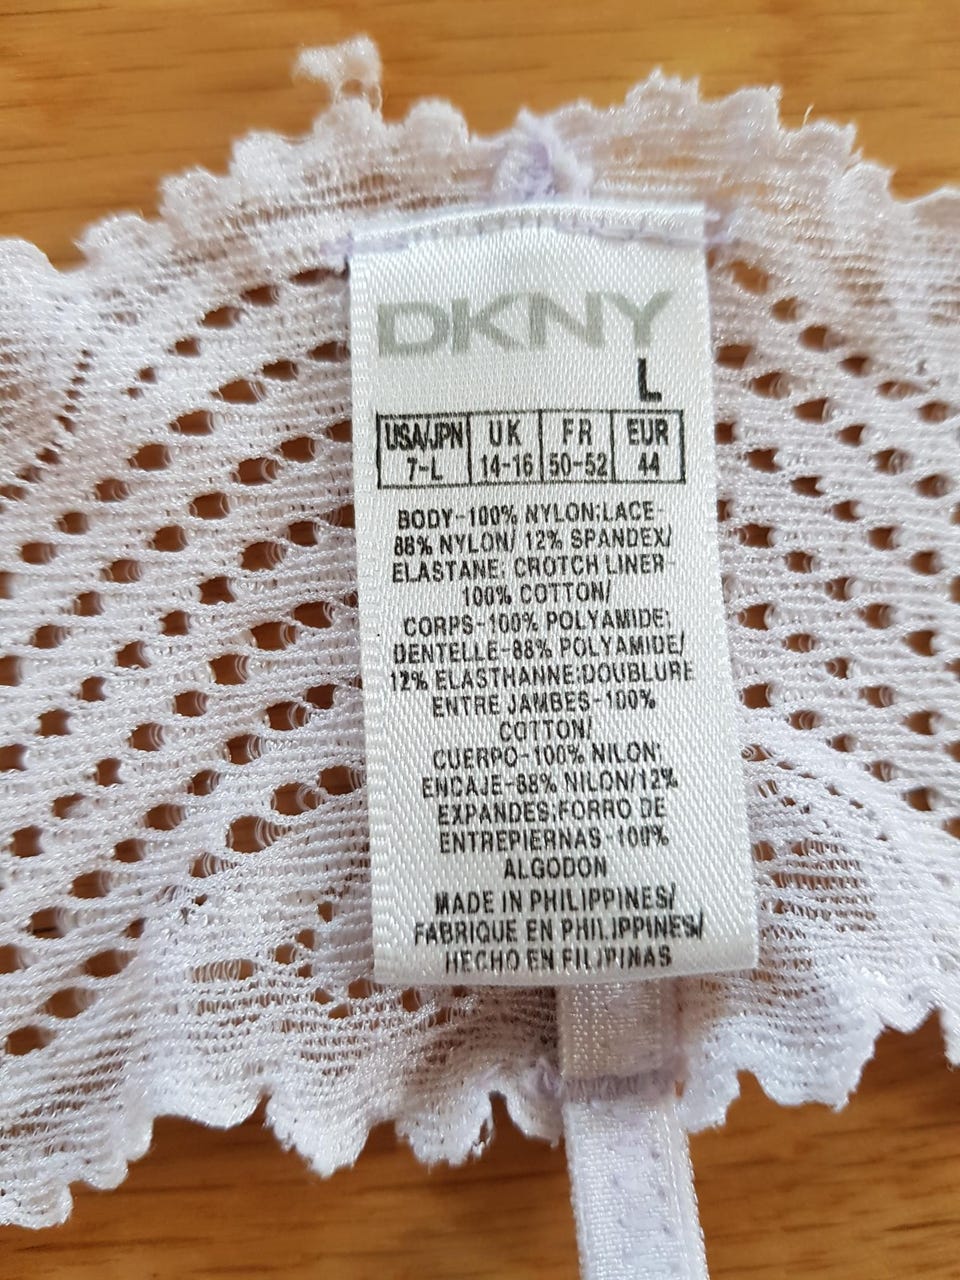 DKNY
L
USA/JPN UK FR EUR
7-L 14-16 50-52 44
BODY-100% NYLON;LACE-
88% NYLON/ 12% SPANDEX/
ELASTANE; CROTCH LINER-
100% COTTON/
CORPS-100% POLYAMIDE;
DENTELLE-88% POLYAMIDE/
12% ELASTHANNE;DOUBLURE
ENTRE JAMBES-100%
COTTON/
CUERPO-100% NILON;
ENCAJE-88% NILON/12%
EXPANDES;FORRO DE
ENTREPIERNAS-100%
ALGODON
MADE IN PHILIPPINES/
FABRIQUE EN PHILIPPINES/
HECHO EN FILIPINAS